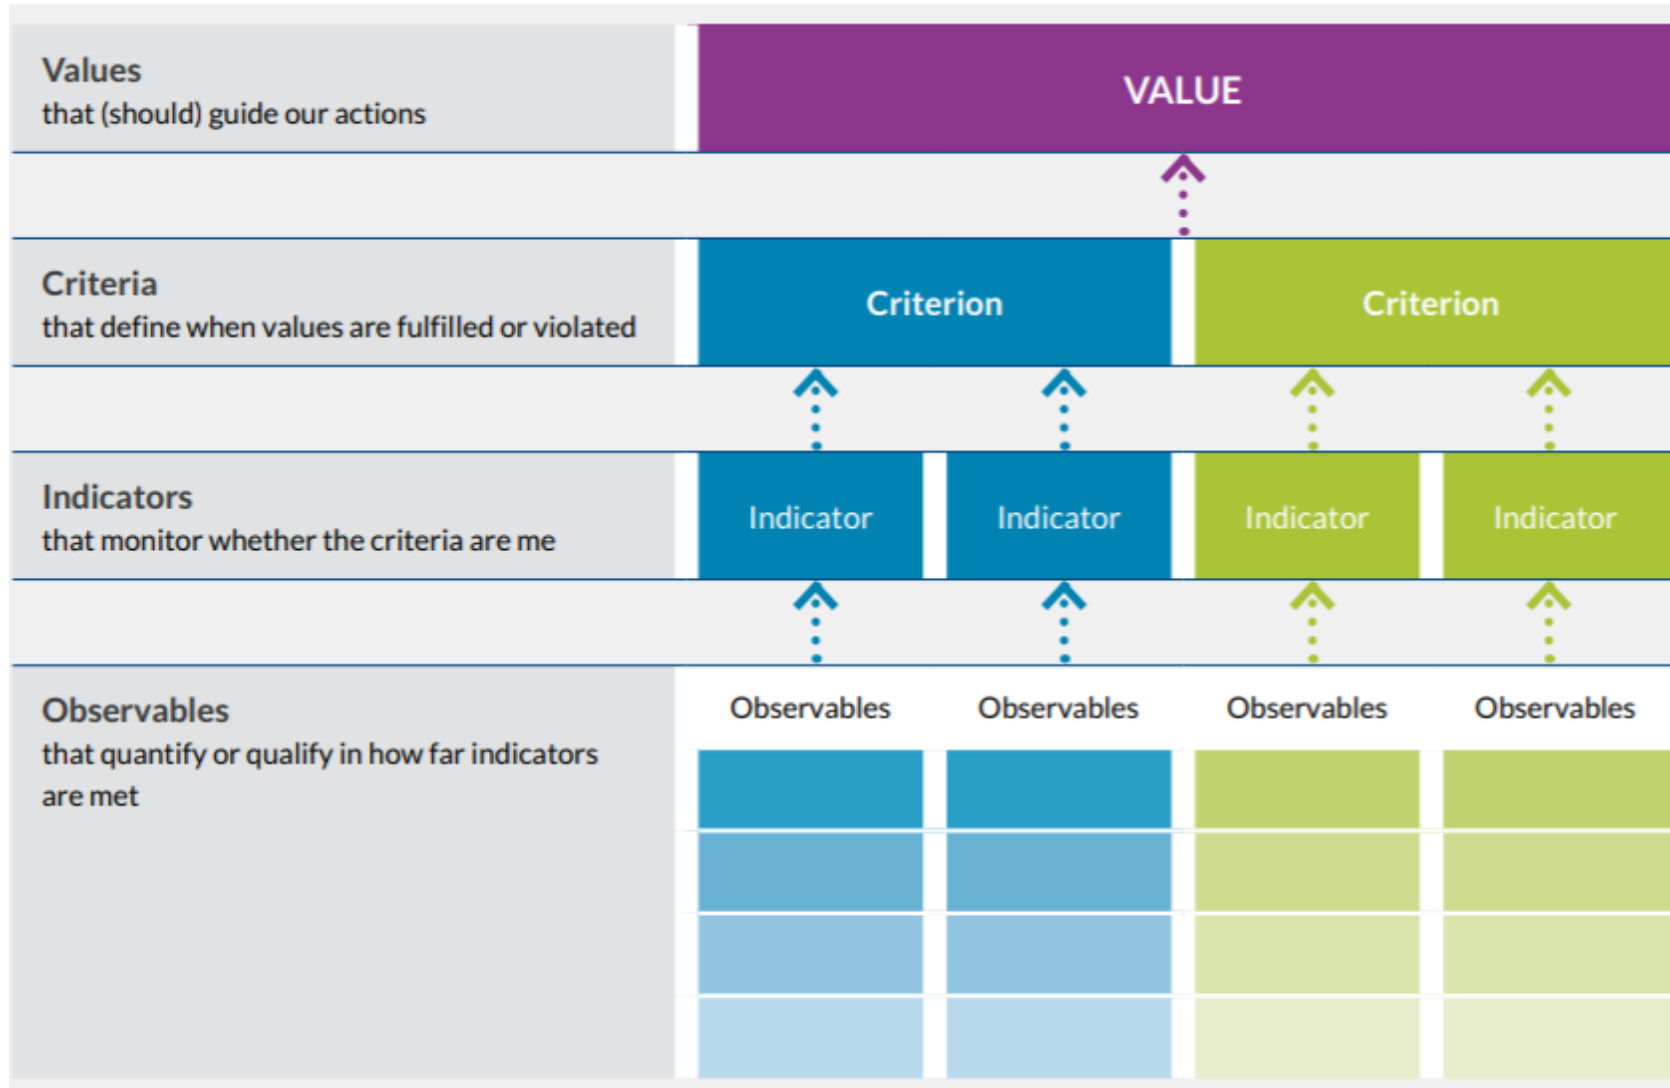 Values
that (should) guide our actions
VALUE
Criteria
that define when values are fulfilled or violated
Criterion
Criterion
Indicators
that monitor whether the criteria are me
Indicator
Indicator
Indicator
Indicator
Observables
that quantify or qualify in how far indicators
are met
Observables
Observables
Observables
Observables